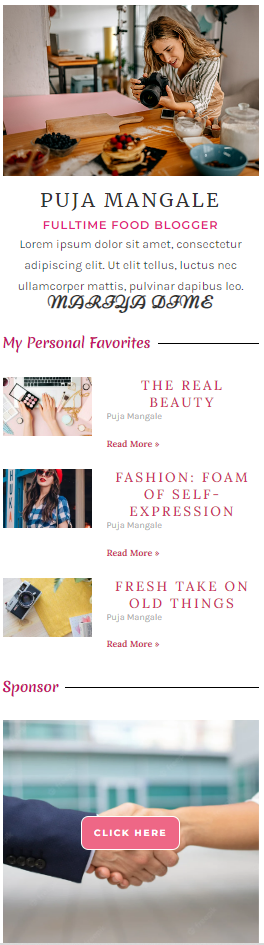 PUJA MANGALE
FULLTIME FOOD BLOGGER
Lorem ipsum dolor sit amet, consectetur
adipiscing elit. Ut elit tellus, luctus nec
ullamcorper mattis, pulvinar dapibus leo.
MARIYA DIME
My Personal Favorites
THE REAL
BEAUTY
Puja Mangale
Read More »
FASHION: FOAM
OF SELF-
EXPRESSION
Puja Mangale
Read More »
FRESH TAKE ON
OLD THINGS
Puja Mangale
Read More »
Sponsor
CLICK HERE